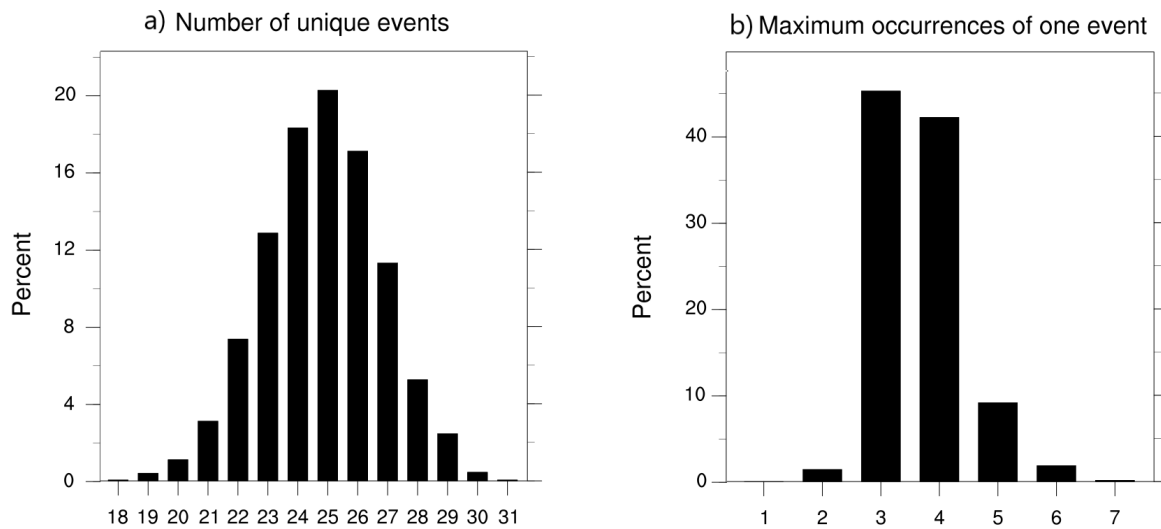 a) Number of unique events
Percent
20
16
12
8
4
0
18 19 20 21 22 23 24 25 26 27 28 29 30 31
b) Maximum occurrences of one event
Percent
40
30
20
10
0
1 2 3 4 5 6 7